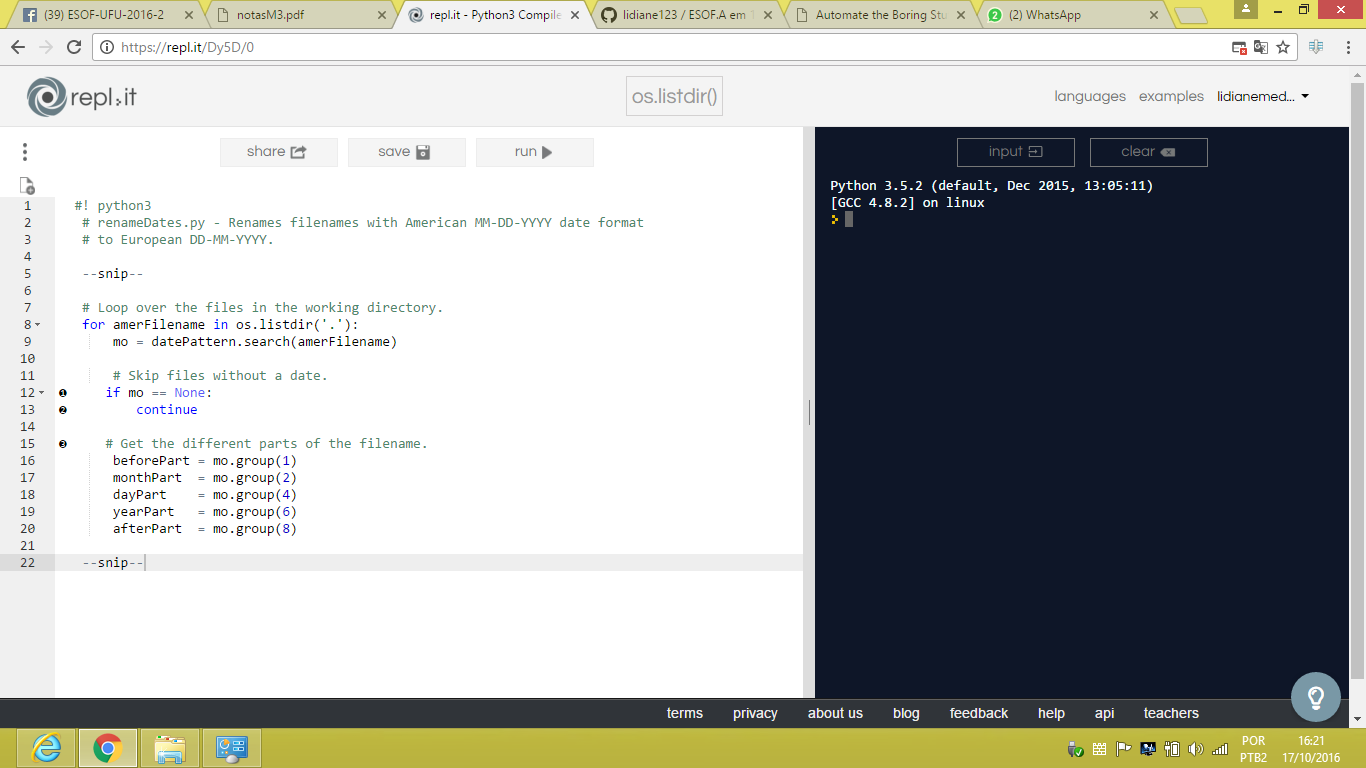 (39) ESOF-UFU-2016-2
notasM3.pdf
repl.it - Python3 Compile
lidiane123 / ESOF.A em
Automate the Boring Stu
2 (2) WhatsApp
https://repl.it/Dy5D/0
repl.it
os.listdir()
languages examples lidianemed...
share save run
input clear
1 #! python3
2 # renameDates.py - Renames filenames with American MM-DD-YYYY date format
3 # to European DD-MM-YYYY.
4
5 --snip--
6
7 # Loop over the files in the working directory.
8 for amerFilename in os.listdir('.'):
9 mo = datePattern.search(amerFilename)
10
11 # Skip files without a date.
12 ❶ if mo == None:
13 ❷ continue
14
15 ❸ # Get the different parts of the filename.
16 beforePart = mo.group(1)
17 monthPart  = mo.group(2)
18 dayPart    = mo.group(4)
19 yearPart   = mo.group(6)
20 afterPart  = mo.group(8)
21
22 --snip--
Python 3.5.2 (default, Dec 2015, 13:05:11)
[GCC 4.8.2] on linux
terms privacy about us blog feedback help api teachers
POR 16:21
PTB2 17/10/2016